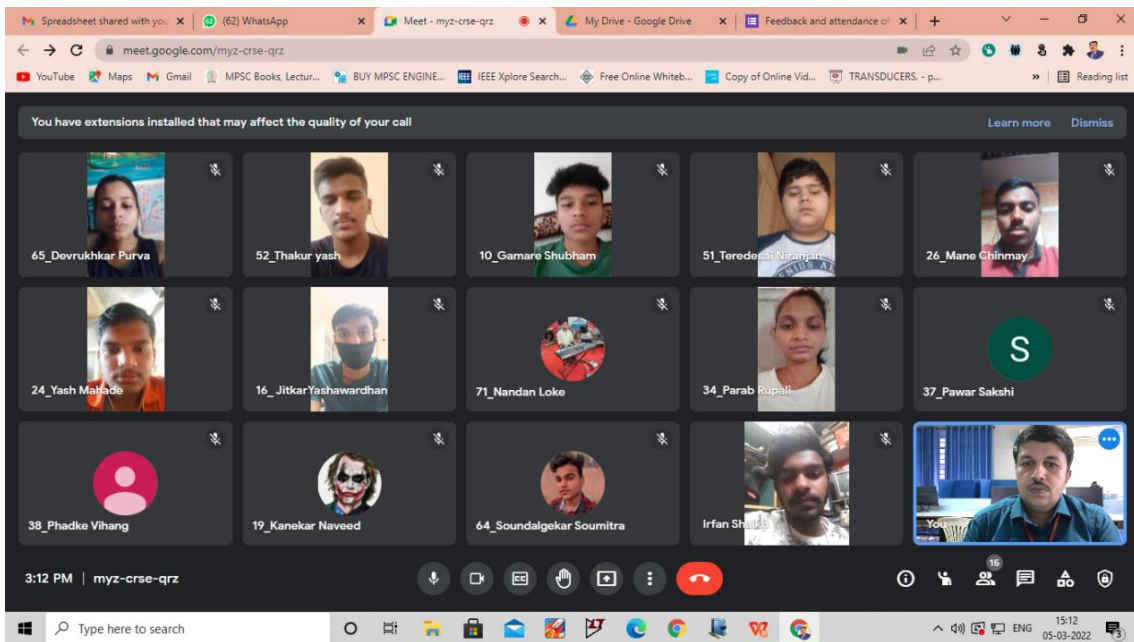 Spreadsheet shared with you
(62) WhatsApp
Meet - myz-crse-qrz
My Drive - Google Drive
Feedback and attendance of
meet.google.com/myz-crse-qrz
YouTube
Maps
Gmail
MPSC Books, Lectur...
BUY MPSC ENGINE...
IEEE Xplore Search...
Free Online Whiteb...
Copy of Online Vid...
TRANSDUCERS. - p...
»
Reading list
You have extensions installed that may affect the quality of your call
Learn more
Dismiss
65_Devrukhkar Purva
52_Thakur yash
10_Gamare Shubham
51_Teredesai Niranjan
26_Mane Chinmay
24_Yash Mahade
16_ JitkarYashawardhan
71_Nandan Loke
34_Parab Rupali
S
37_Pawar Sakshi
38_Phadke Vihang
19_Kanekar Naveed
64_Soundalgekar Soumitra
Irfan Shaikh
You
3:12 PM | myz-crse-qrz
15
Type here to search
ENG
15:12
05-03-2022
3